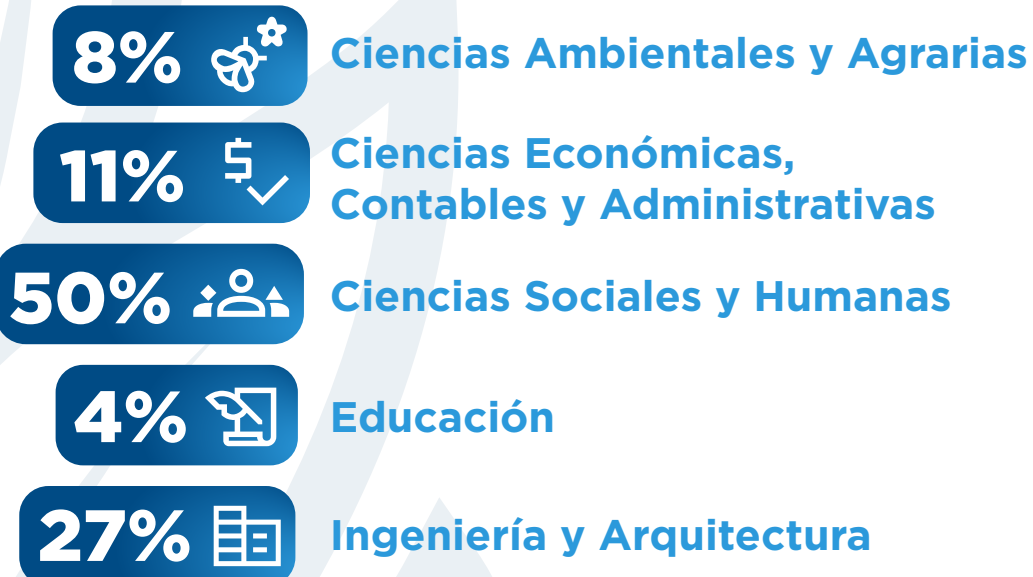 8% Ciencias Ambientales y Agrarias
11% Ciencias Económicas,
Contables y Administrativas
50% Ciencias Sociales y Humanas
4% Educación
27% Ingeniería y Arquitectura